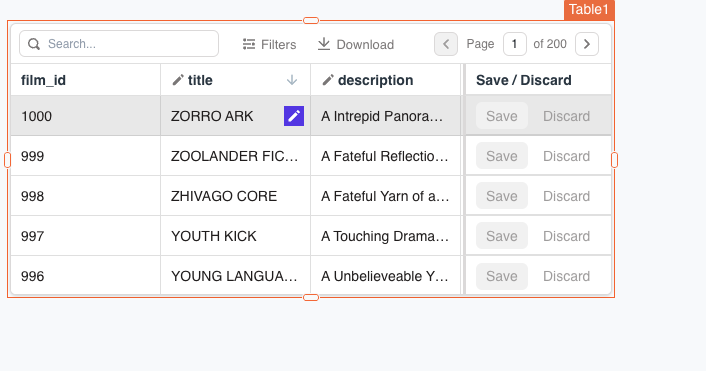 Table1
Search... Filters Download Page 1 of 200
film_id title description Save / Discard
1000 ZORRO ARK A Intrepid Panora... Save Discard
999 ZOOLANDER FIC... A Fateful Reflectio... Save Discard
998 ZHIVAGO CORE A Fateful Yarn of a... Save Discard
997 YOUTH KICK A Touching Drama... Save Discard
996 YOUNG LANGUA... A Unbelieveable Y... Save Discard